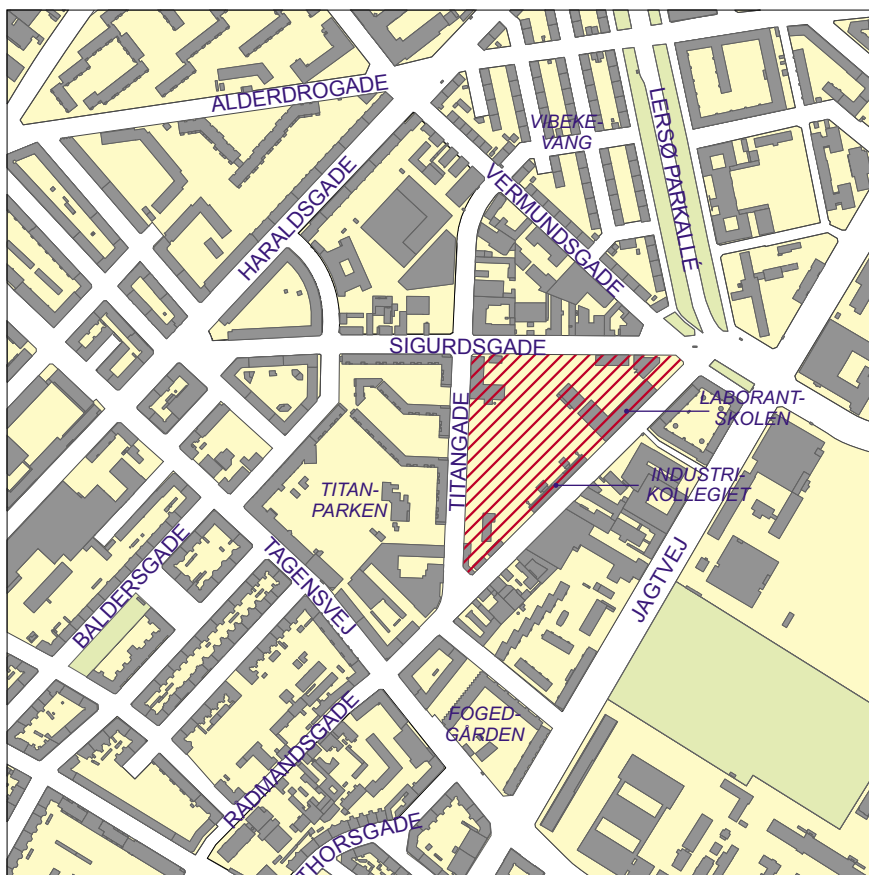 ALDERDROGADE
VIBEKE-
VANG
LERSØ PARKALLÉ
HARALDSGADE
VERMUNDSGADE
SIGURDSGADE
LABORANT-
SKOLEN
TITANGADE
INDUSTRI-
KOLLEGIET
TITAN-
PARKEN
BALDERSGADE
TAGENSVEJ
JAGTVEJ
FOGED-
GÅRDEN
RÅDMANDSGADE
THORSGADE